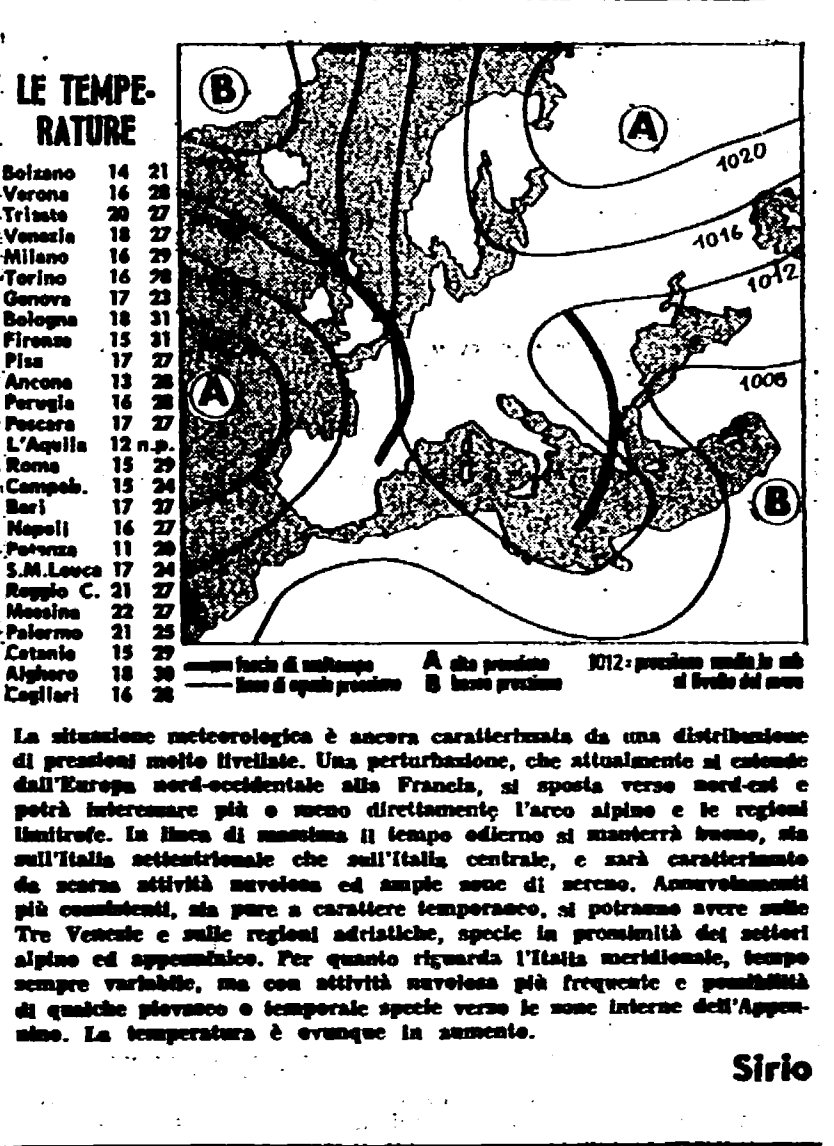 LE TEMPE-
RATURE
Bolzano 14 21
Verona 16 28
Trieste 20 27
Venezia 18 27
Milano 16 29
Torino 16 28
Genova 17 23
Bologna 18 31
Firenze 15 31
Pisa 17 27
Ancona 13 28
Perugia 16 28
Pescara 17 27
L'Aquila 12 n.p.
Roma 15 29
Campob. 15 24
Bari 17 27
Napoli 16 27
Potenza 11 20
S.M.Leuca 17 24
Reggio C. 21 27
Messina 22 27
Palermo 21 25
Catania 15 29
Alghero 18 30
Cagliari 16 28
B
A
1020
1016
1012
A
1008
B
fascia di maltempo
linee di eguale pressione
A alta pressione
B bassa pressione
1012= pressione media in mb
al livello del mare
La situazione meteorologica è ancora caratterizzata da una distribuzione
di pressioni molto livellate. Una perturbazione, che attualmente si estende
dall'Europa nord-occidentale alla Francia, si sposta verso nord-est e
potrà interessare più o meno direttamente l'arco alpino e le regioni
limitrofe. In linea di massima il tempo odierno si manterrà buono, sia
sull'Italia settentrionale che sull'Italia centrale, e sarà caratterizzato
da scarsa attività nuvolosa ed ampie zone di sereno. Annuvolamenti
più consistenti, sia pure a carattere temporaneo, si potranno avere sulle
Tre Venezie e sulle regioni adriatiche, specie in prossimità dei settori
alpino ed appenninico. Per quanto riguarda l'Italia meridionale, tempo
sempre variabile, ma con attività nuvolosa più frequente e possibilità
di qualche piovasco o temporale specie verso le zone interne dell'Appen-
nino. La temperatura è ovunque in aumento.
Sirio